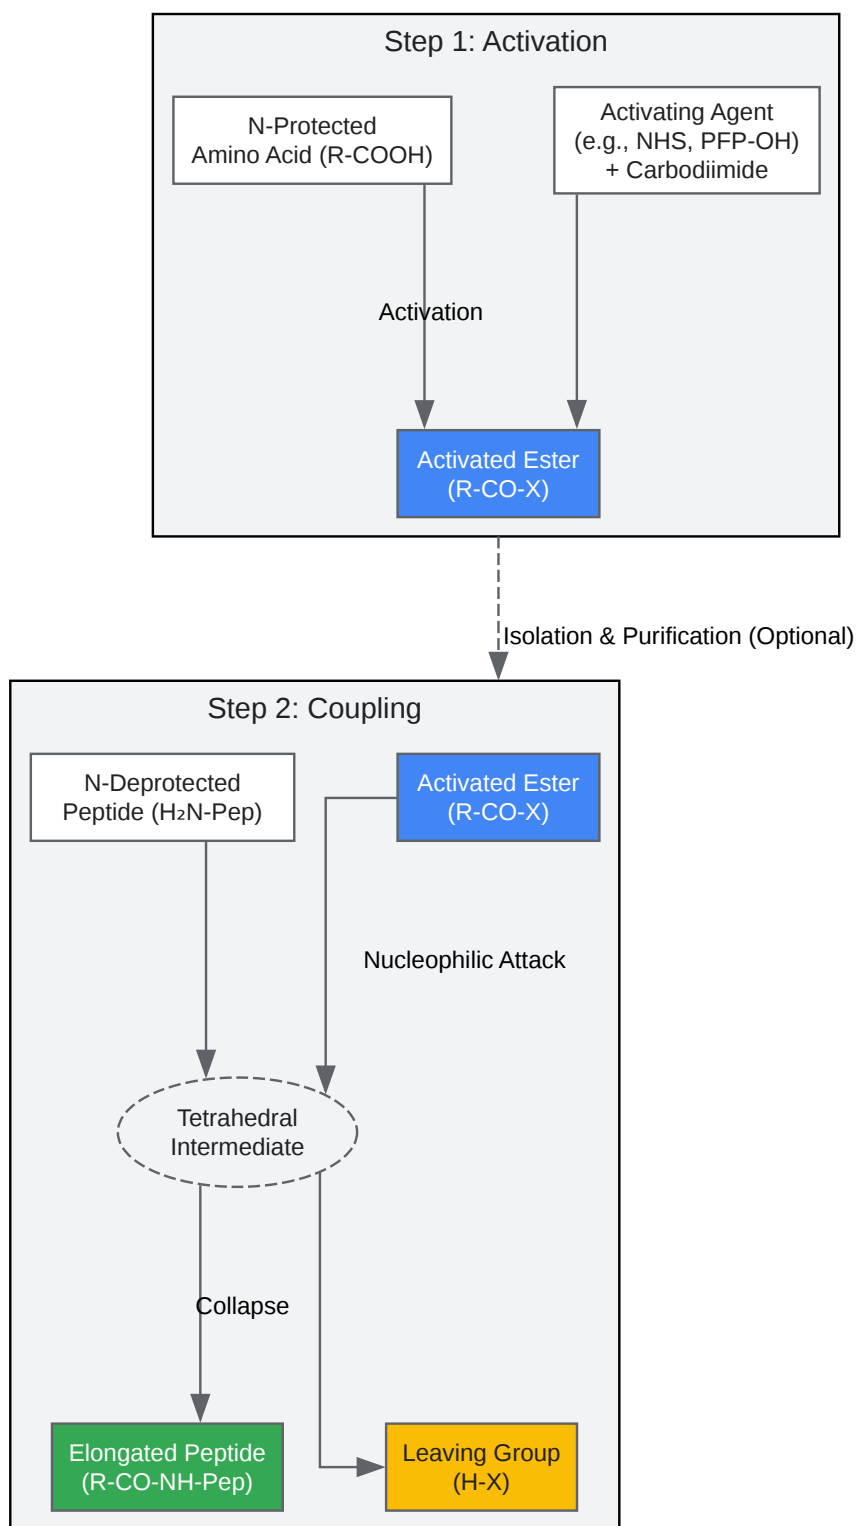 Step 1: Activation
N-Protected
Amino Acid (R-COOH)
Activating Agent
(e.g., NHS, PFP-OH)
+ Carbodiimide
Activation
Activated Ester
(R-CO-X)
Isolation & Purification (Optional)
Step 2: Coupling
N-Deprotected
Peptide (H₂N-Pep)
Activated Ester
(R-CO-X)
Nucleophilic Attack
Tetrahedral
Intermediate
Collapse
Elongated Peptide
(R-CO-NH-Pep)
Leaving Group
(H-X)